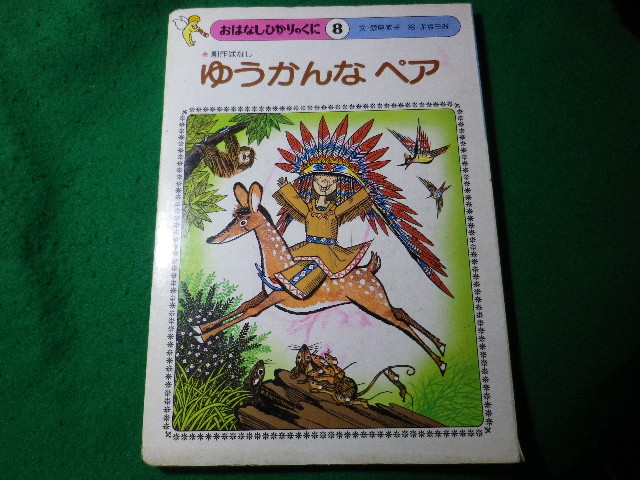 おはなしひかりのくに
8
創作ばなし
ゆうかんな ペア